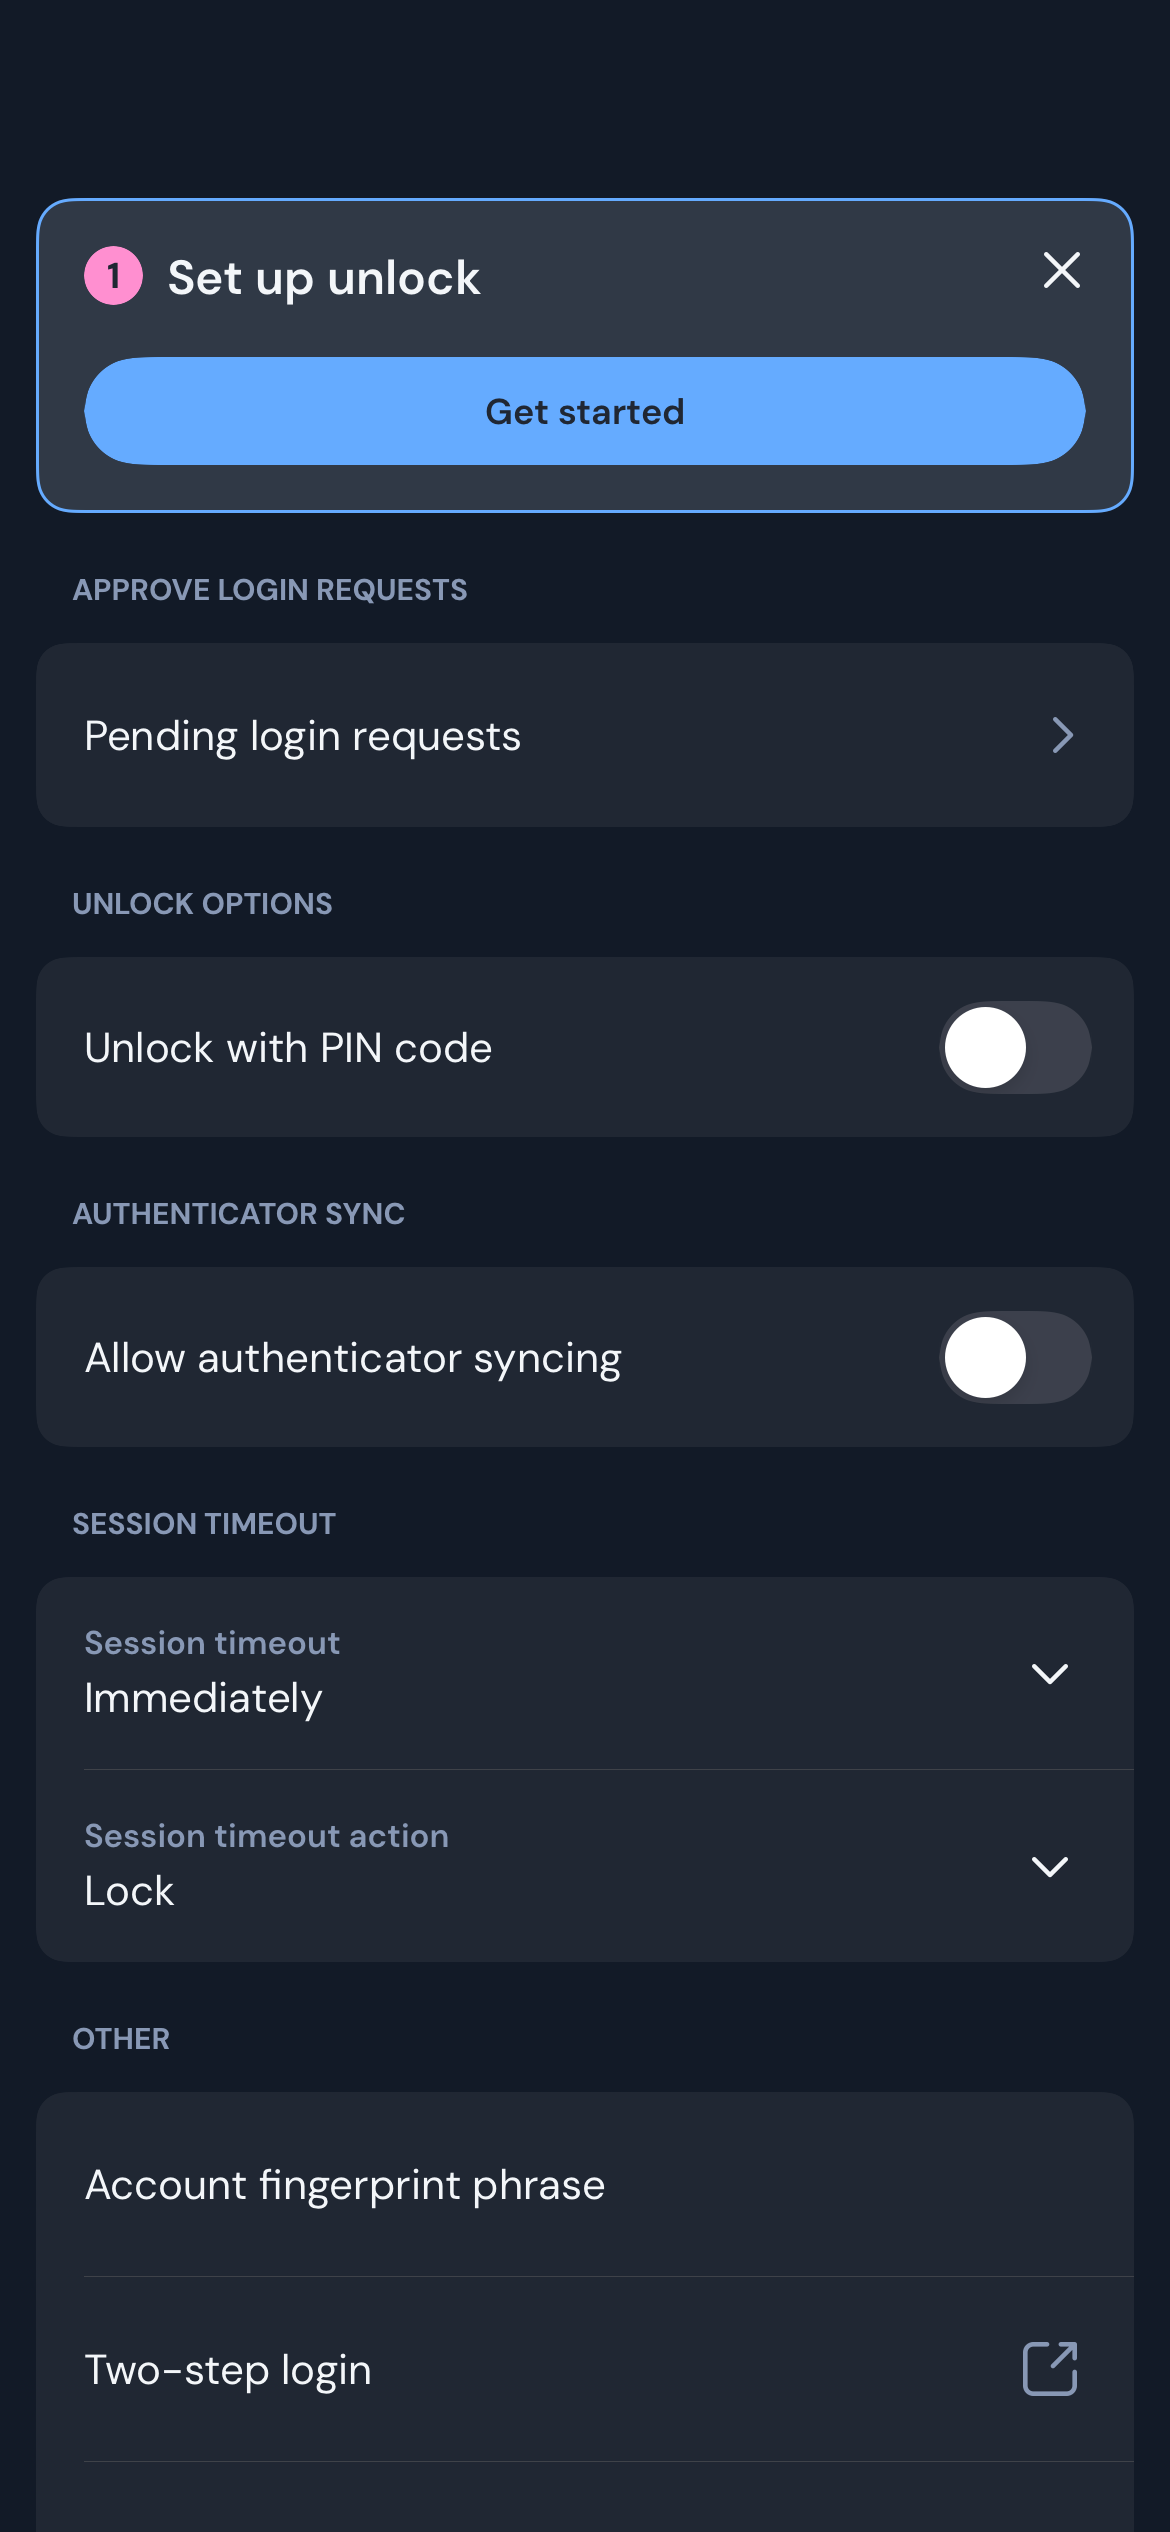 1 Set up unlock
Get started
APPROVE LOGIN REQUESTS
Pending login requests
UNLOCK OPTIONS
Unlock with PIN code
AUTHENTICATOR SYNC
Allow authenticator syncing
SESSION TIMEOUT
Session timeout
Immediately
Session timeout action
Lock
OTHER
Account fingerprint phrase
Two-step login